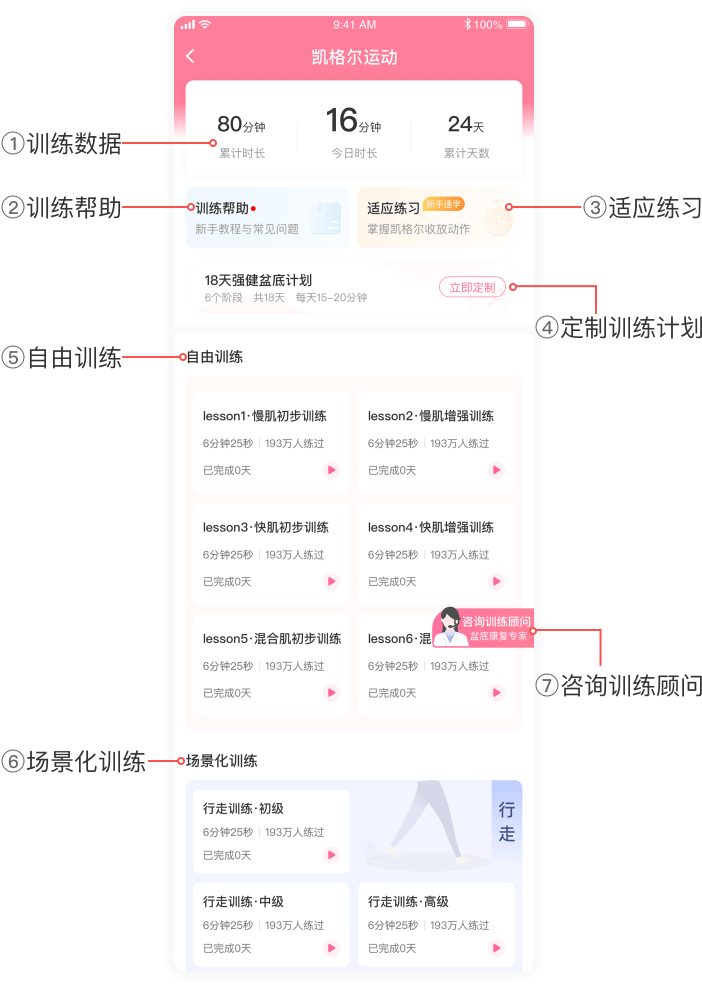 9:41 AM 100%
凯格尔运动
80分钟 16分钟 24天
①训练数据
累计时长 今日时长 累计天数
②训练帮助
训练帮助 适应练习 新手速学
③适应练习
新手教程与常见问题 掌握凯格尔收放动作
18天强健盆底计划
6个阶段 共18天 每天15-20分钟
立即定制
④定制训练计划
⑤自由训练
自由训练
lesson1·慢肌初步训练 lesson2·慢肌增强训练
6分钟25秒 193万人练过 6分钟25秒 193万人练过
已完成0天 已完成0天
lesson3·快肌初步训练 lesson4·快肌增强训练
6分钟25秒 193万人练过 6分钟25秒 193万人练过
已完成0天 已完成0天
咨询训练顾问
盆底康复专家
lesson5·混合肌初步训练 lesson6·混
6分钟25秒 193万人练过 6分钟25秒 193万人练过
已完成0天 已完成0天
⑦咨询训练顾问
⑥场景化训练
场景化训练
行走训练·初级
6分钟25秒 193万人练过
已完成0天
行走
行走训练·中级 行走训练·高级
6分钟25秒 193万人练过 6分钟25秒 193万人练过
已完成0天 已完成0天